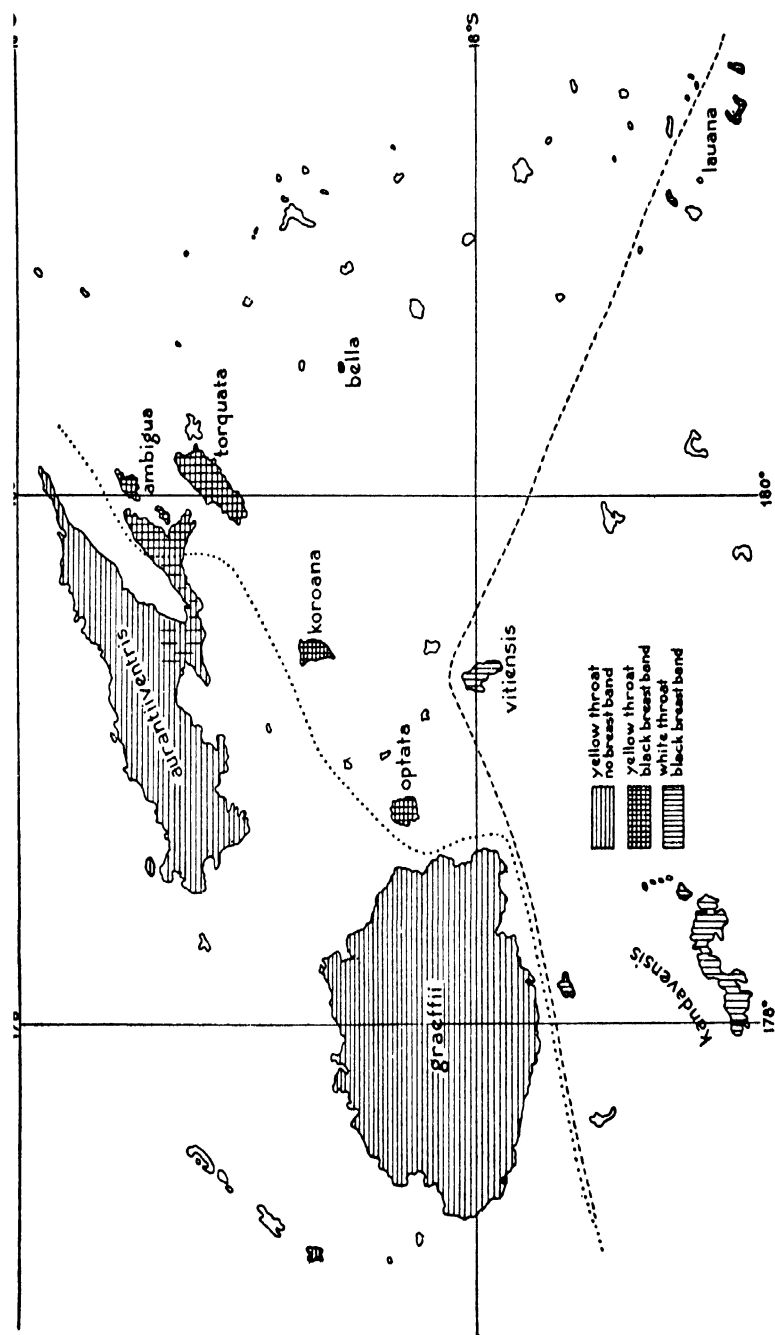 18°S
aurantiiventris
ambigua
torquata
koroana
bella
optata
graeffii
vitiensis
lauana
kandavensis
180°
178°
yellow throat
no breast band
yellow throat
black breast band
white throat
black breast band